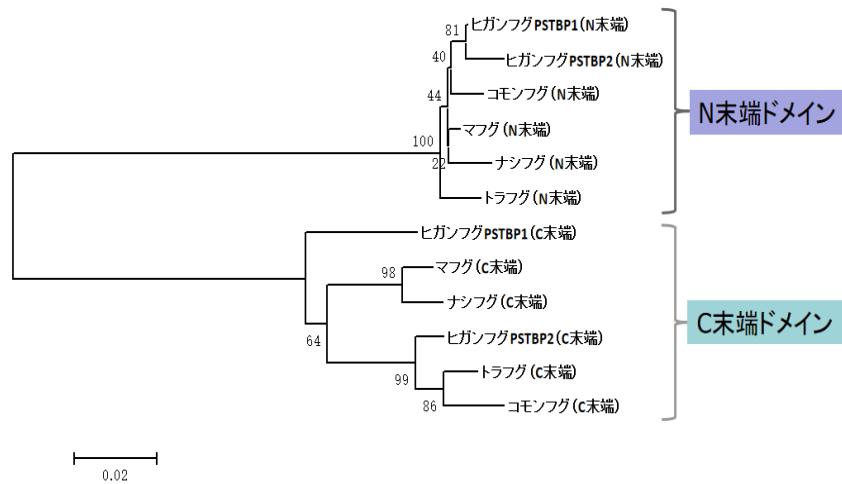 ヒガンフグPSTBP1(N末端)
81
ヒガンフグPSTBP2(N末端)
40
コモンフグ(N末端)
44
マフグ(N末端)
100
22
ナシフグ(N末端)
トラフグ(N末端)
N末端ドメイン
ヒガンフグPSTBP1(C末端)
マフグ(C末端)
98
ナシフグ(C末端)
64
ヒガンフグPSTBP2(C末端)
トラフグ(C末端)
99
86
コモンフグ(C末端)
C末端ドメイン
0.02